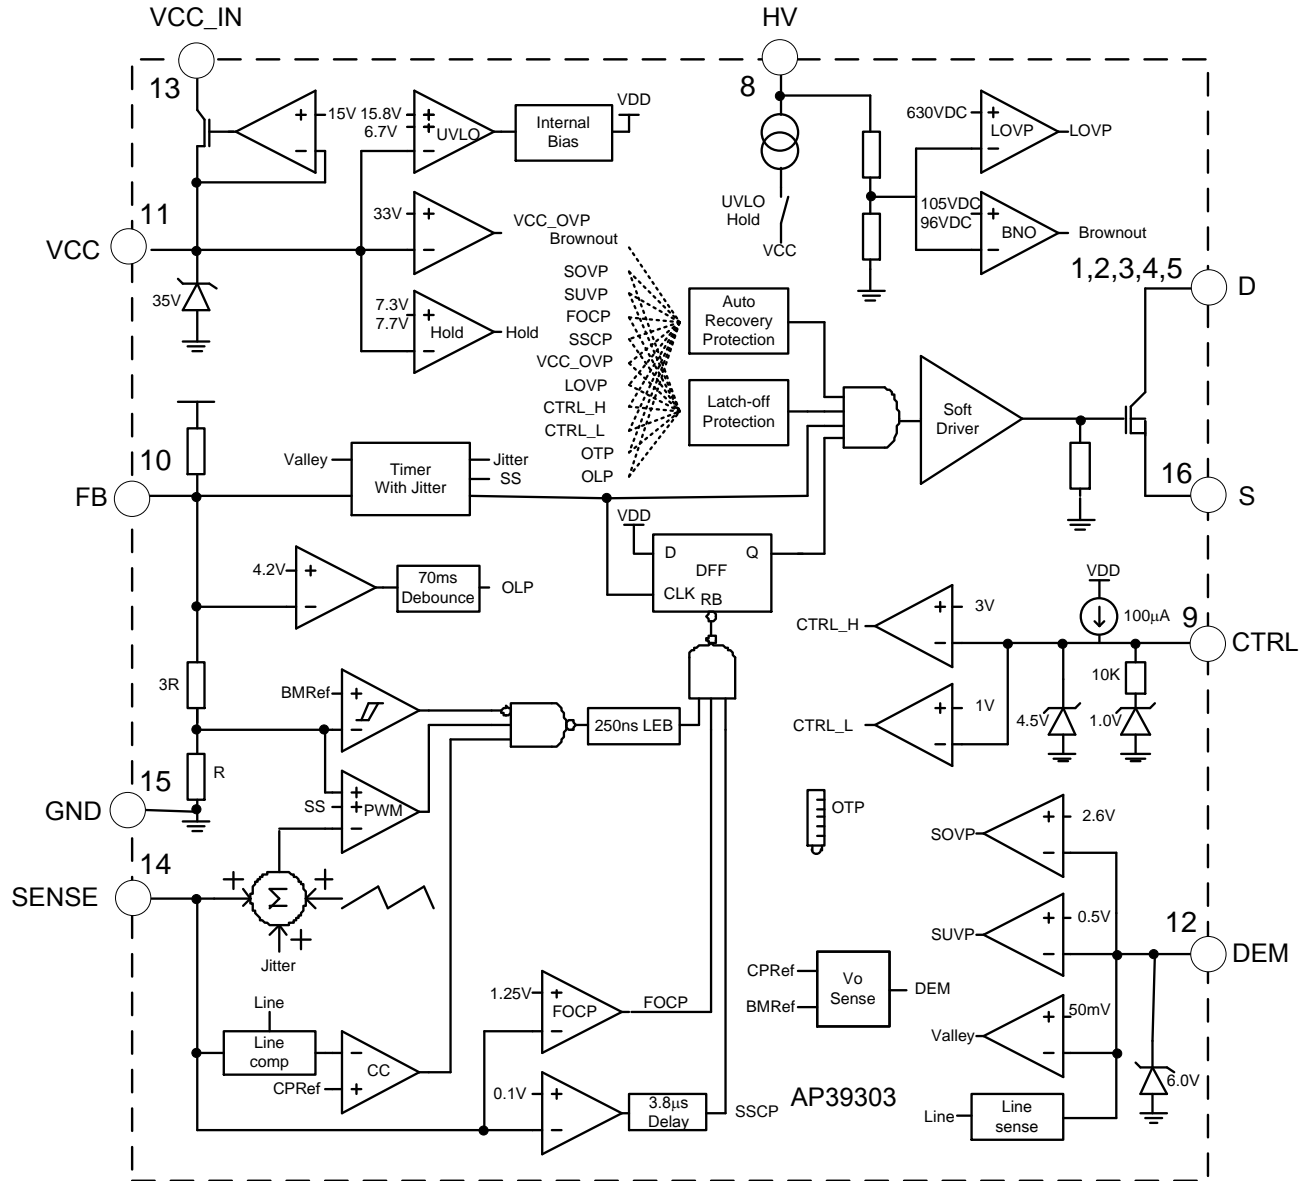 VCC_IN
HV
13
8
15V
15.8V
6.7V
UVLO
Internal
Bias
VDD
630VDC
LOVP
LOVP
11
VCC
33V
VCC_OVP
Brownout
UVLO
Hold
VCC
105VDC
96VDC
BNO
Brownout
1,2,3,4,5
D
35V
7.3V
7.7V
Hold
Hold
SOVP
SUVP
FOCP
SSCP
VCC_OVP
LOVP
CTRL_H
CTRL_L
OTP
OLP
Auto
Recovery
Protection
Latch-off
Protection
Soft
Driver
10
FB
Valley
Timer
With Jitter
Jitter
SS
16
S
VDD
D
Q
DFF
CLK
RB
4.2V
70ms
Debounce
OLP
VDD
100μA
9
CTRL
CTRL_H
3V
10K
CTRL_L
1V
4.5V
1.0V
3R
BMRef
250ns LEB
R
15
GND
SS
PWM
OTP
SOVP
2.6V
14
SENSE
Σ
Jitter
SUVP
0.5V
12
DEM
CPRef
BMRef
Vo
Sense
DEM
1.25V
FOCP
FOCP
Valley
50mV
Line
Line
comp
CPRef
CC
0.1V
3.8μs
Delay
SSCP
AP39303
Line
Line
sense
6.0V